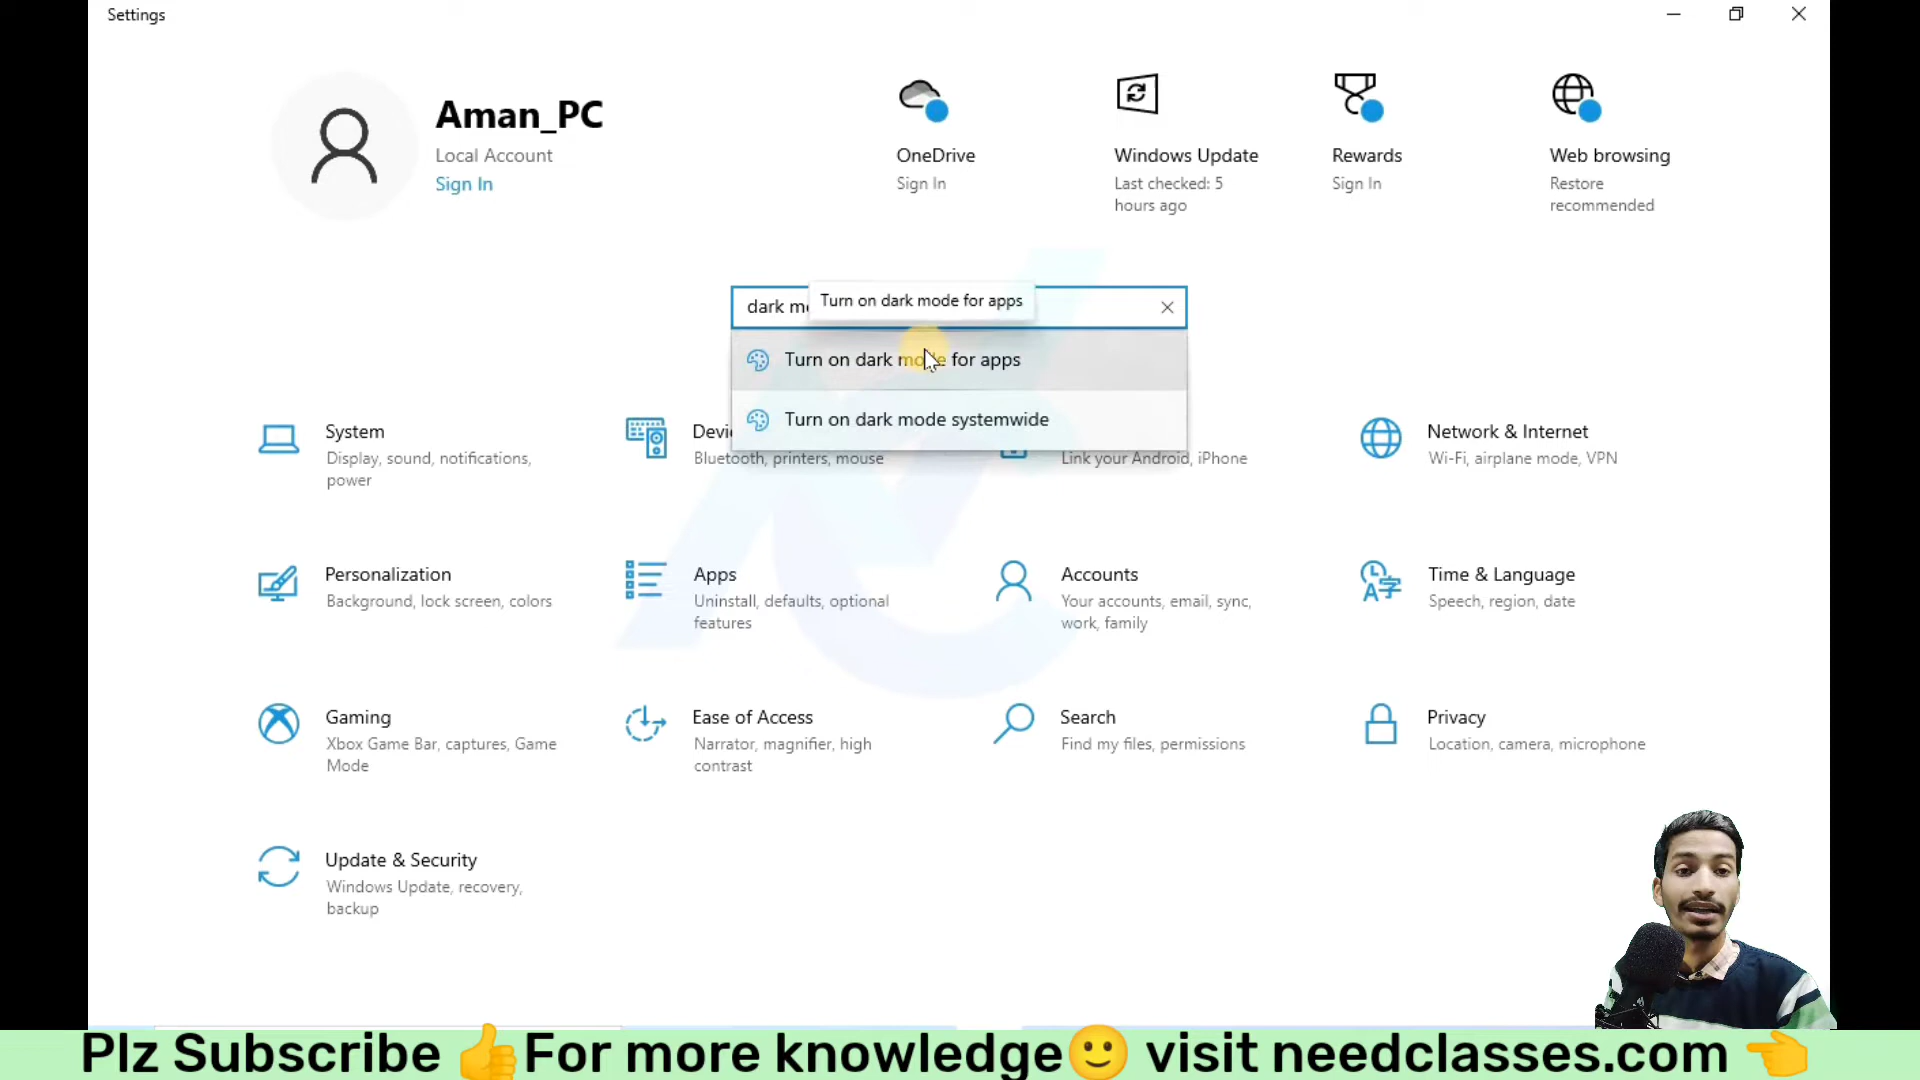 Settings
Aman_PC
Local Account
Sign In
OneDrive
Sign In
Windows Update
Last checked: 5
hours ago
Rewards
Sign In
Web browsing
Restore
recommended
dark m
Turn on dark mode for apps
Turn on dark mode for apps
Turn on dark mode systemwide
System
Display, sound, notifications,
power
Devi
Bluetooth, printers, mouse
Link your Android, iPhone
Network & Internet
Wi-Fi, airplane mode, VPN
Personalization
Background, lock screen, colors
Apps
Uninstall, defaults, optional
features
Accounts
Your accounts, email, sync,
work, family
Time & Language
Speech, region, date
Gaming
Xbox Game Bar, captures, Game
Mode
Ease of Access
Narrator, magnifier, high
contrast
Search
Find my files, permissions
Privacy
Location, camera, microphone
Update & Security
Windows Update, recovery,
backup
Plz Subscribe 👍For more knowledge🙂 visit needclasses.com 👈